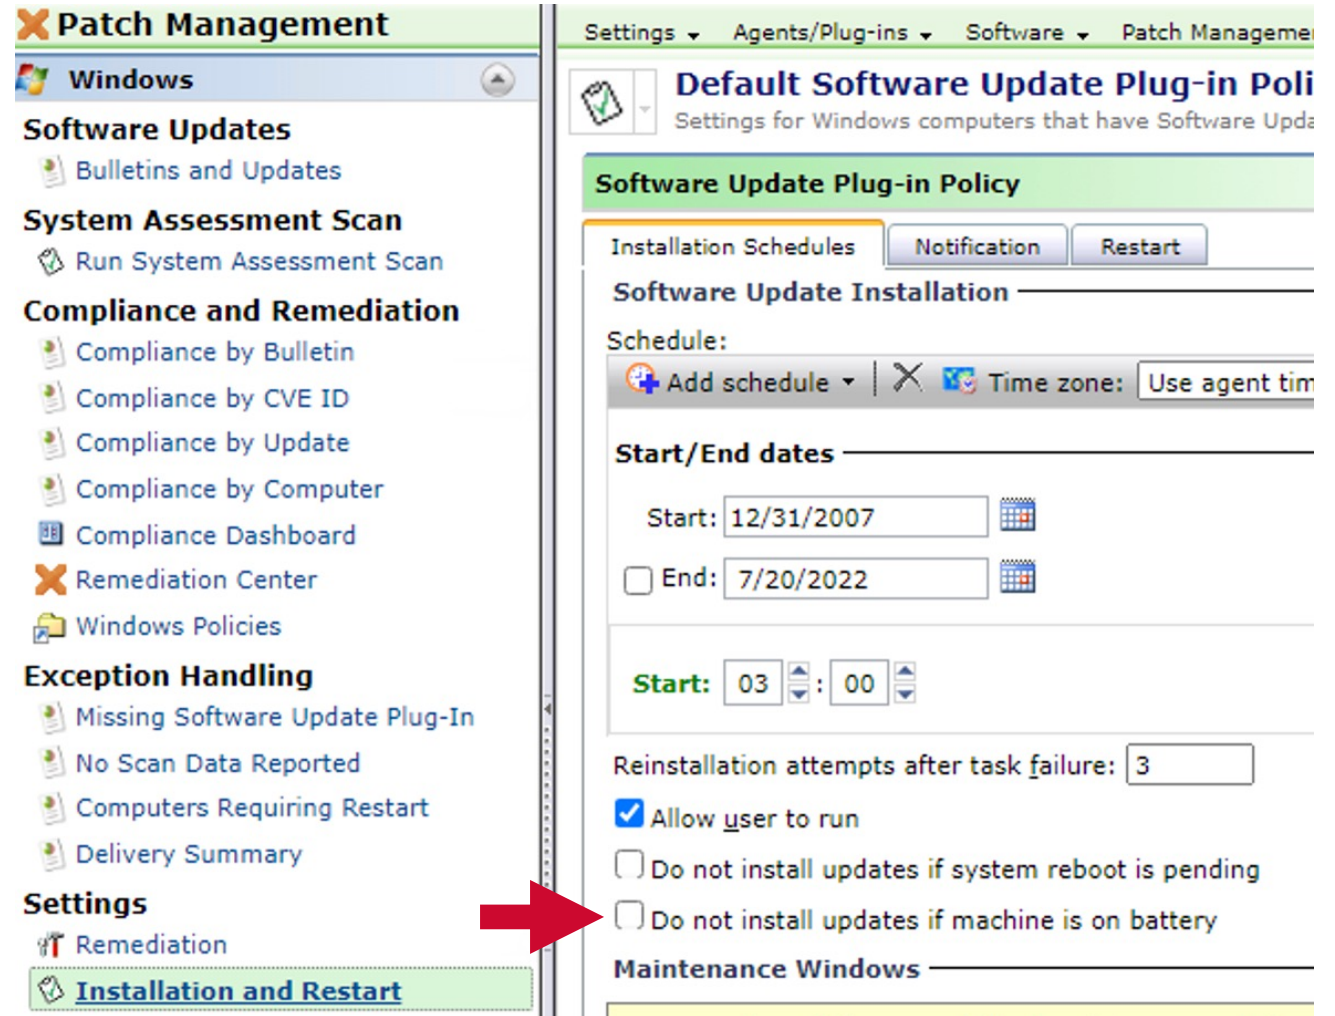 Patch Management
Windows
Software Updates
Bulletins and Updates
System Assessment Scan
Run System Assessment Scan
Compliance and Remediation
Compliance by Bulletin
Compliance by CVE ID
Compliance by Update
Compliance by Computer
Compliance Dashboard
Remediation Center
Windows Policies
Exception Handling
Missing Software Update Plug-In
No Scan Data Reported
Computers Requiring Restart
Delivery Summary
Settings
Remediation
Installation and Restart
Settings Agents/Plug-ins Software Patch Manageme
Default Software Update Plug-in Poli
Settings for Windows computers that have Software Upda
Software Update Plug-in Policy
Installation Schedules Notification Restart
Software Update Installation
Schedule:
Add schedule Time zone: Use agent tim
Start/End dates
Start: 12/31/2007
End: 7/20/2022
Start: 03 : 00
Reinstallation attempts after task failure: 3
Allow user to run
Do not install updates if system reboot is pending
Do not install updates if machine is on battery
Maintenance Windows